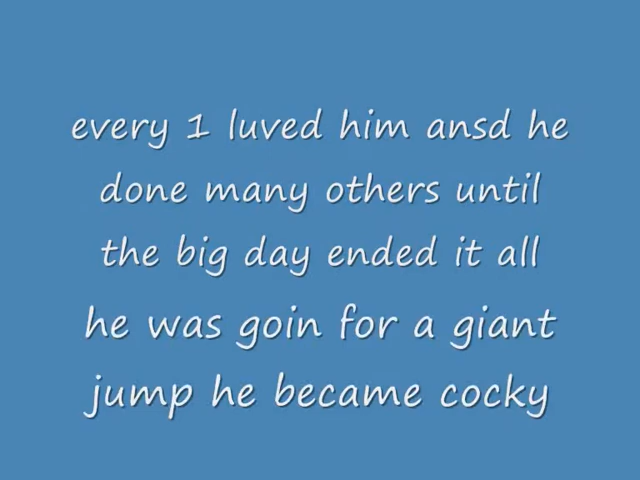 every 1 luved him ansd he
done many others until
the big day ended it all
he was goin for a giant
jump he became cocky